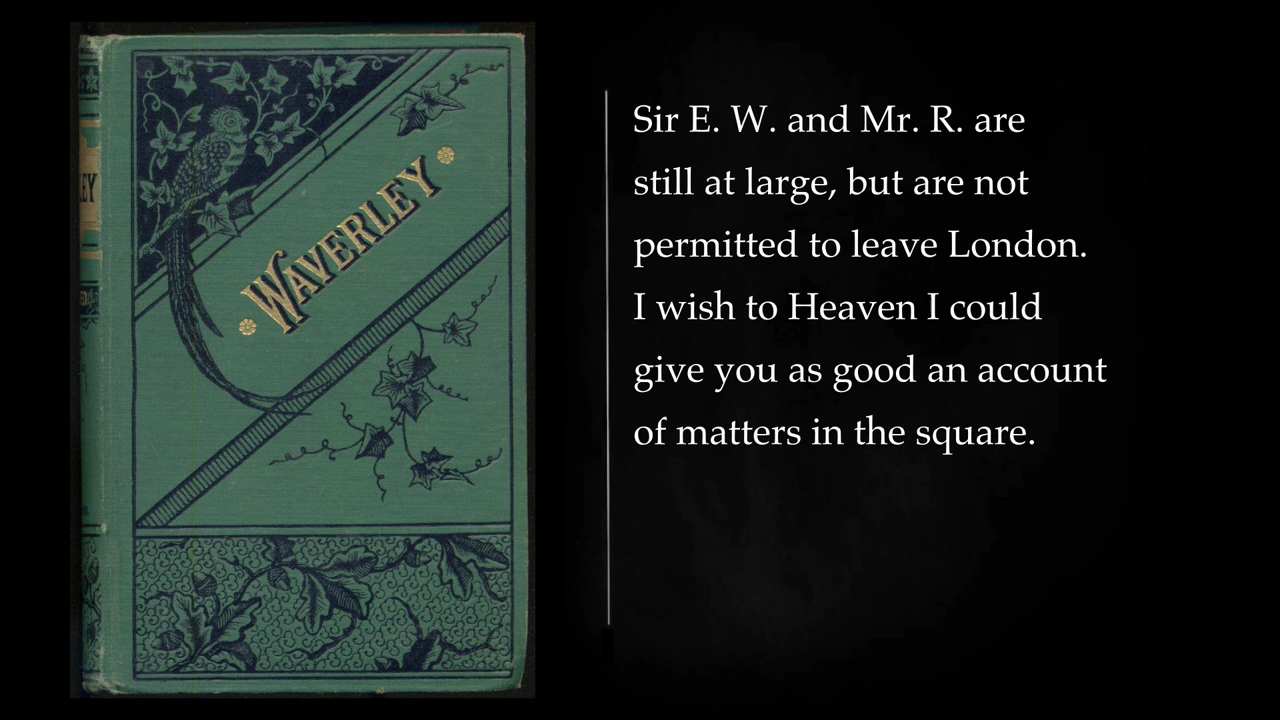 WAVERLEY
EY
Sir E. W. and Mr. R. are
still at large, but are not
permitted to leave London.
I wish to Heaven I could
give you as good an account
of matters in the square.